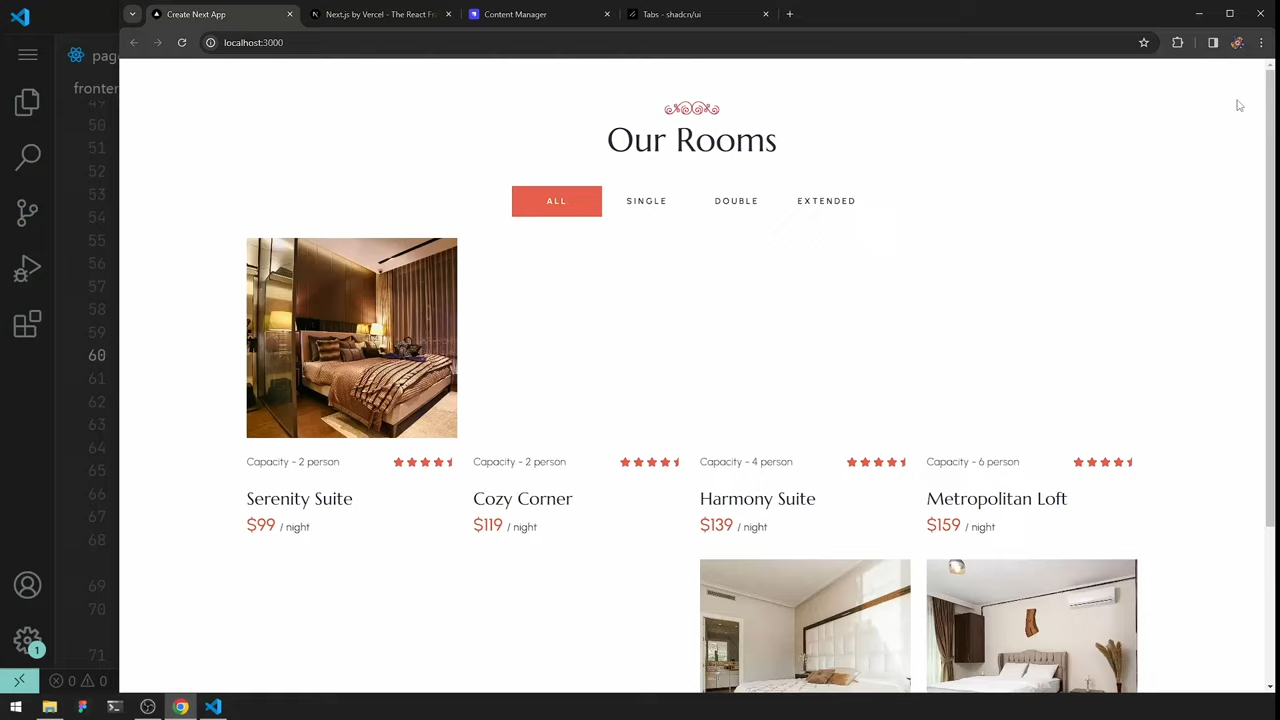 Create Next App
Next.js by Vercel - The React Fr
Content Manager
Tabs - shadcn/ui
localhost:3000
page
fronten
49
50
51
52
53
54
55
56
57
58
59
60
61
62
63
64
65
66
67
68
69
70
71
Our Rooms
ALL SINGLE DOUBLE EXTENDED
Capacity - 2 person
Serenity Suite
$99 / night
Capacity - 2 person
Cozy Corner
$119 / night
Capacity - 4 person
Harmony Suite
$139 / night
Capacity - 6 person
Metropolitan Loft
$159 / night
1
0 0